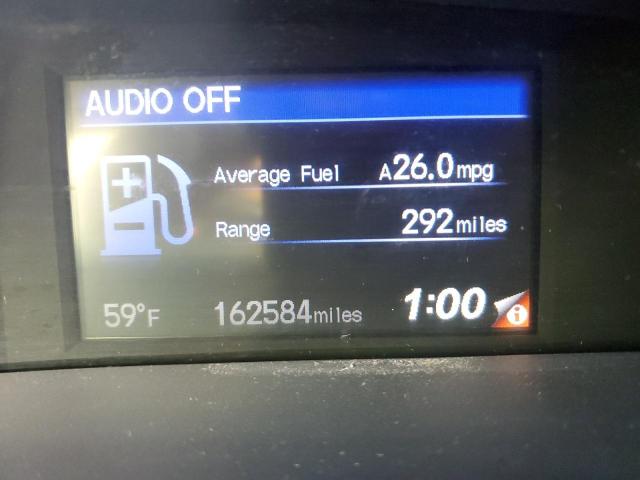 AUDIO OFF
Average Fuel A26.0mpg
Range 292miles
59°F 162584miles 1:00 i